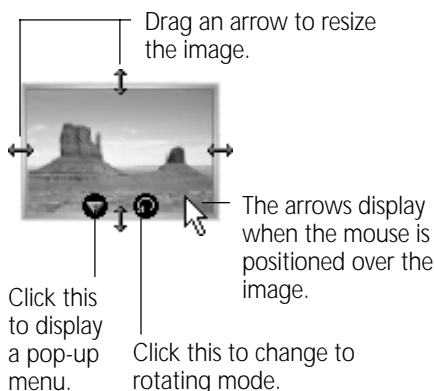 Drag an arrow to resize
the image.
The arrows display
when the mouse is
positioned over the
image.
Click this
to display
a pop-up
menu.
Click this to change to
rotating mode.